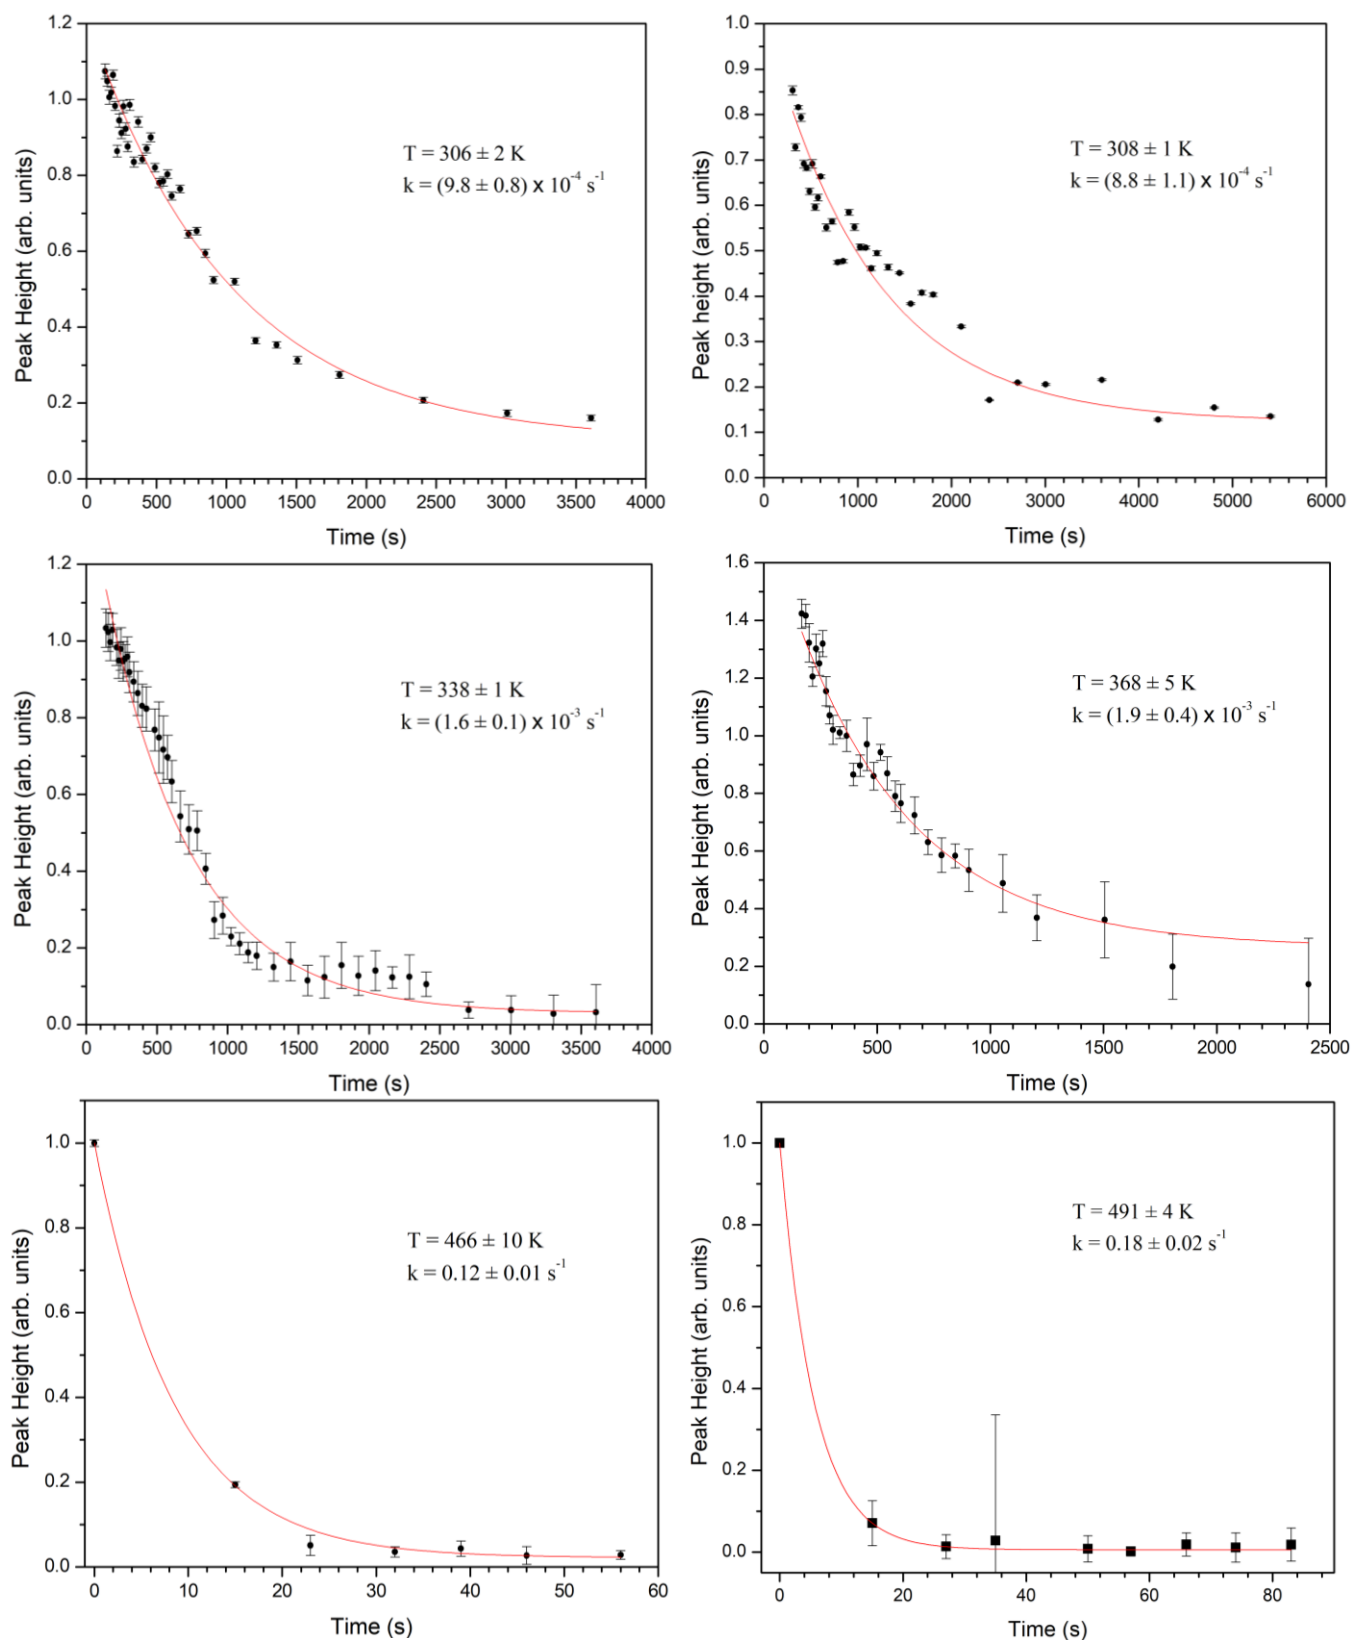 1.2
1.0
0.8
0.6
0.4
0.2
0.0
Peak Height (arb. units)
T = 306 ± 2 K
k = (9.8 ± 0.8) x 10⁻⁴ s⁻¹
0 500 1000 1500 2000 2500 3000 3500 4000
Time (s)
1.0
0.9
0.8
0.7
0.6
0.5
0.4
0.3
0.2
0.1
0.0
Peak height (arb. units)
T = 308 ± 1 K
k = (8.8 ± 1.1) x 10⁻⁴ s⁻¹
0 1000 2000 3000 4000 5000 6000
Time (s)
1.2
1.0
0.8
0.6
0.4
0.2
0.0
Peak Height (arb. units)
T = 338 ± 1 K
k = (1.6 ± 0.1) x 10⁻³ s⁻¹
0 500 1000 1500 2000 2500 3000 3500 4000
Time (s)
1.6
1.4
1.2
1.0
0.8
0.6
0.4
0.2
0.0
Peak Height (arb. units)
T = 368 ± 5 K
k = (1.9 ± 0.4) x 10⁻³ s⁻¹
0 500 1000 1500 2000 2500
Time (s)
1.0
0.8
0.6
0.4
0.2
0.0
Peak Height (arb. units)
T = 466 ± 10 K
k = 0.12 ± 0.01 s⁻¹
0 10 20 30 40 50 60
Time (s)
1.0
0.8
0.6
0.4
0.2
0.0
Peak Height (arb. units)
T = 491 ± 4 K
k = 0.18 ± 0.02 s⁻¹
0 20 40 60 80
Time (s)